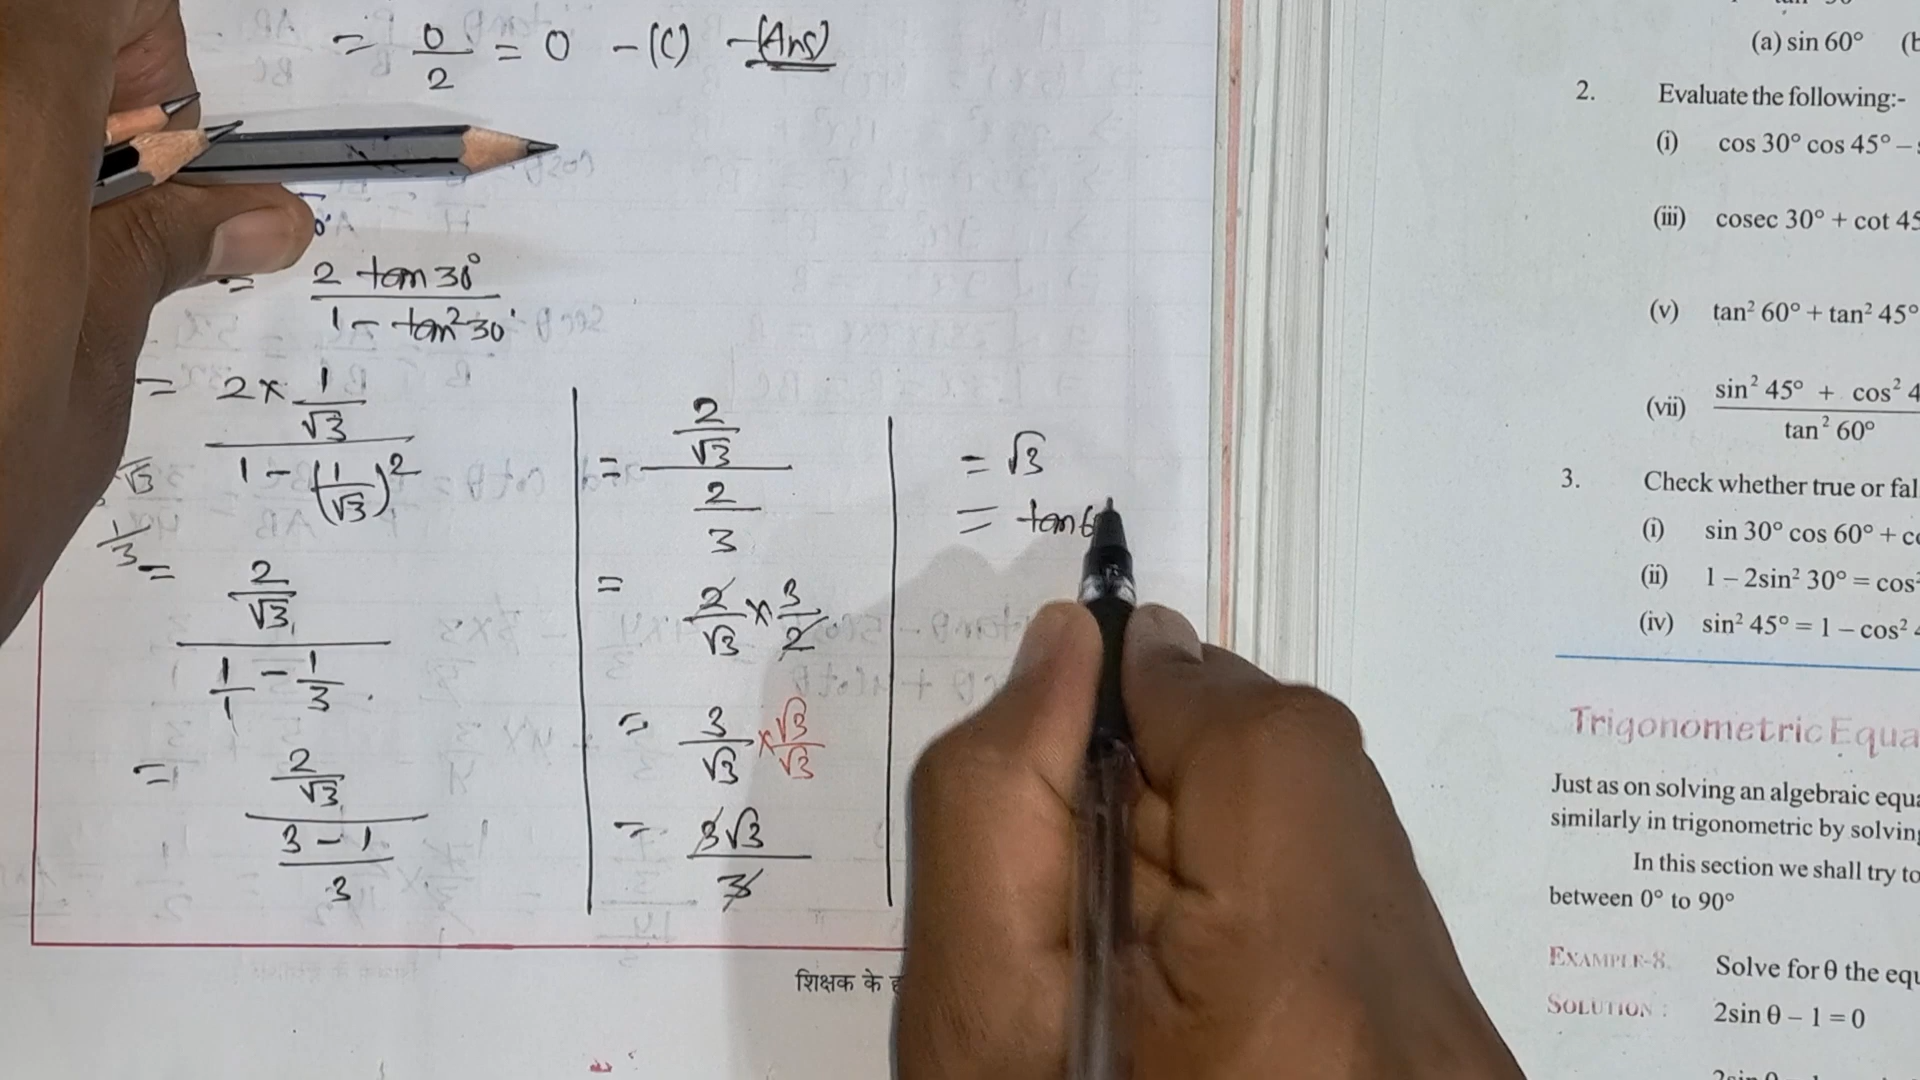 = 0/2 = 0 – (C) – (Ans)
= 2 tan 30° / 1 – tan² 30°
= 2 × 1/√3 / 1 – (1/√3)²
1/3
= 2/√3 / 1/1 – 1/3
= 2/√3 / 3 – 1 / 3
= 2/√3 / 2/3
= 2/√3 × 3/2
= 3/√3 × √3/√3
= 3√3 / 3
= √3
= tan 6
शिक्षक के
(a) sin 60°
2. Evaluate the following:-
(i) cos 30° cos 45° –
(iii) cosec 30° + cot 45
(v) tan² 60° + tan² 45°
(vii) sin² 45° + cos² 4 / tan² 60°
3. Check whether true or fal
(i) sin 30° cos 60° + c
(ii) 1 – 2sin² 30° = cos
(iv) sin² 45° = 1 – cos²
Trigonometric Equa
Just as on solving an algebraic equa
similarly in trigonometric by solving
In this section we shall try to
between 0° to 90°
EXAMPLE-8. Solve for θ the equ
SOLUTION : 2sin θ – 1 = 0